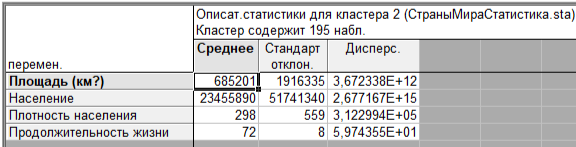 Описат.статистики для кластера 2 (СтраныМираСтатистика.sta)
Кластер содержит 195 набл.
перемен. Среднее Стандарт отклон. Дисперс.
Площадь (км?) 685201 1916335 3,672338E+12
Население 23455890 51741340 2,677167E+15
Плотность населения 298 559 3,122994E+05
Продолжительность жизни 72 8 5,974355E+01